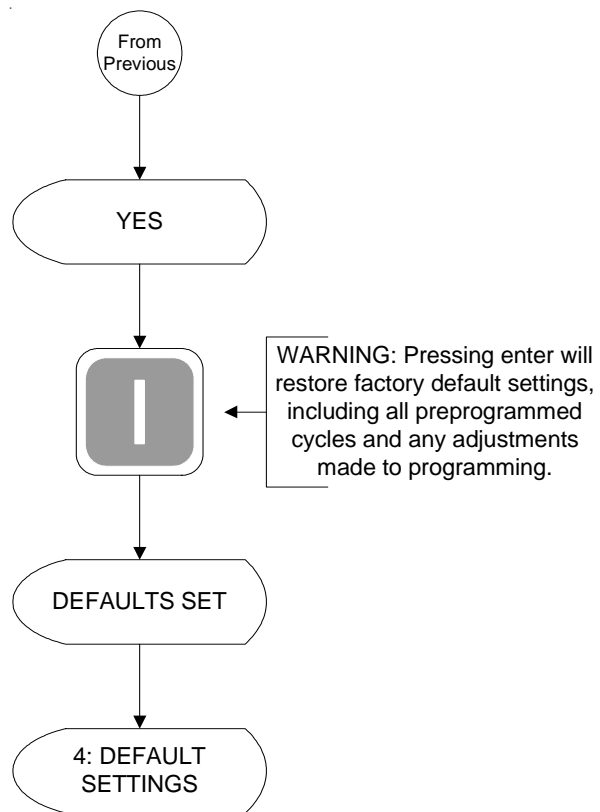 From
Previous
YES
WARNING: Pressing enter will
restore factory default settings,
including all preprogrammed
cycles and any adjustments
made to programming.
DEFAULTS SET
4: DEFAULT
SETTINGS